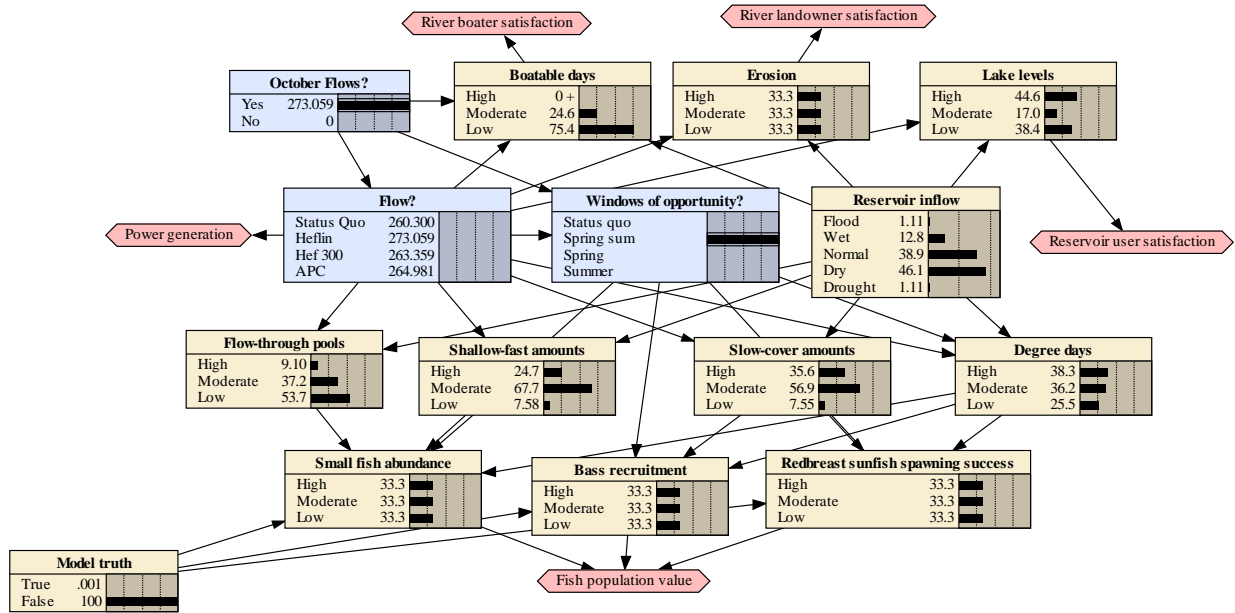 River boater satisfaction
River landowner satisfaction
October Flows?
Yes 273.059
No 0
Boatable days
High 0 +
Moderate 24.6
Low 75.4
Erosion
High 33.3
Moderate 33.3
Low 33.3
Lake levels
High 44.6
Moderate 17.0
Low 38.4
Power generation
Flow?
Status Quo 260.300
Heflin 273.059
Hef 300 263.359
APC 264.981
Windows of opportunity?
Status quo
Spring sum
Spring
Summer
Reservoir inflow
Flood 1.11
Wet 12.8
Normal 38.9
Dry 46.1
Drought 1.11
Reservoir user satisfaction
Flow-through pools
High 9.10
Moderate 37.2
Low 53.7
Shallow-fast amounts
High 24.7
Moderate 67.7
Low 7.58
Slow-cover amounts
High 35.6
Moderate 56.9
Low 7.55
Degree days
High 38.3
Moderate 36.2
Low 25.5
Small fish abundance
High 33.3
Moderate 33.3
Low 33.3
Bass recruitment
High 33.3
Moderate 33.3
Low 33.3
Redbreast sunfish spawning success
High 33.3
Moderate 33.3
Low 33.3
Model truth
True .001
False 100
Fish population value